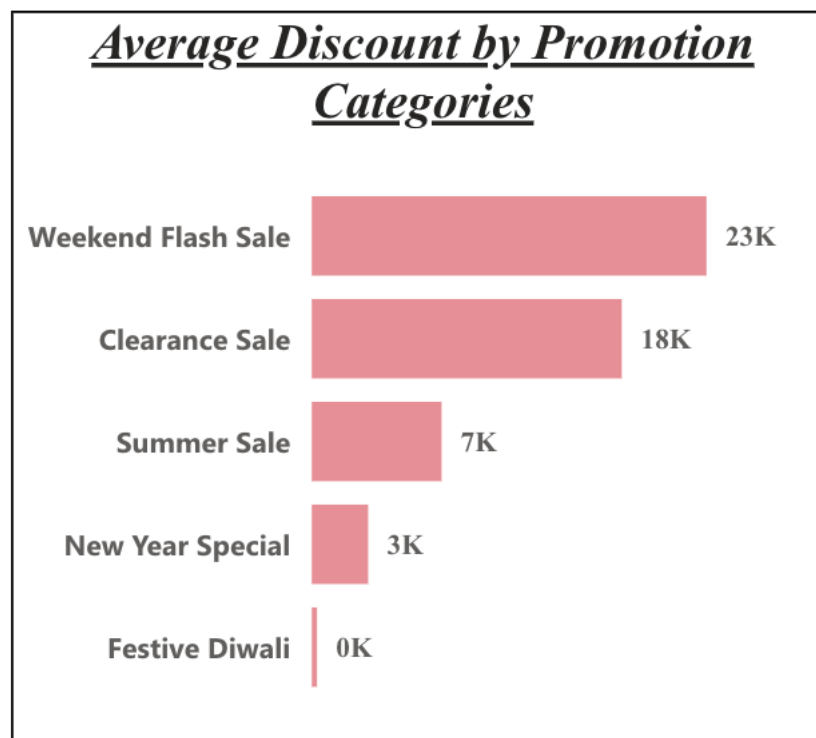 Average Discount by Promotion
Categories
Weekend Flash Sale 23K
Clearance Sale 18K
Summer Sale 7K
New Year Special 3K
Festive Diwali 0K